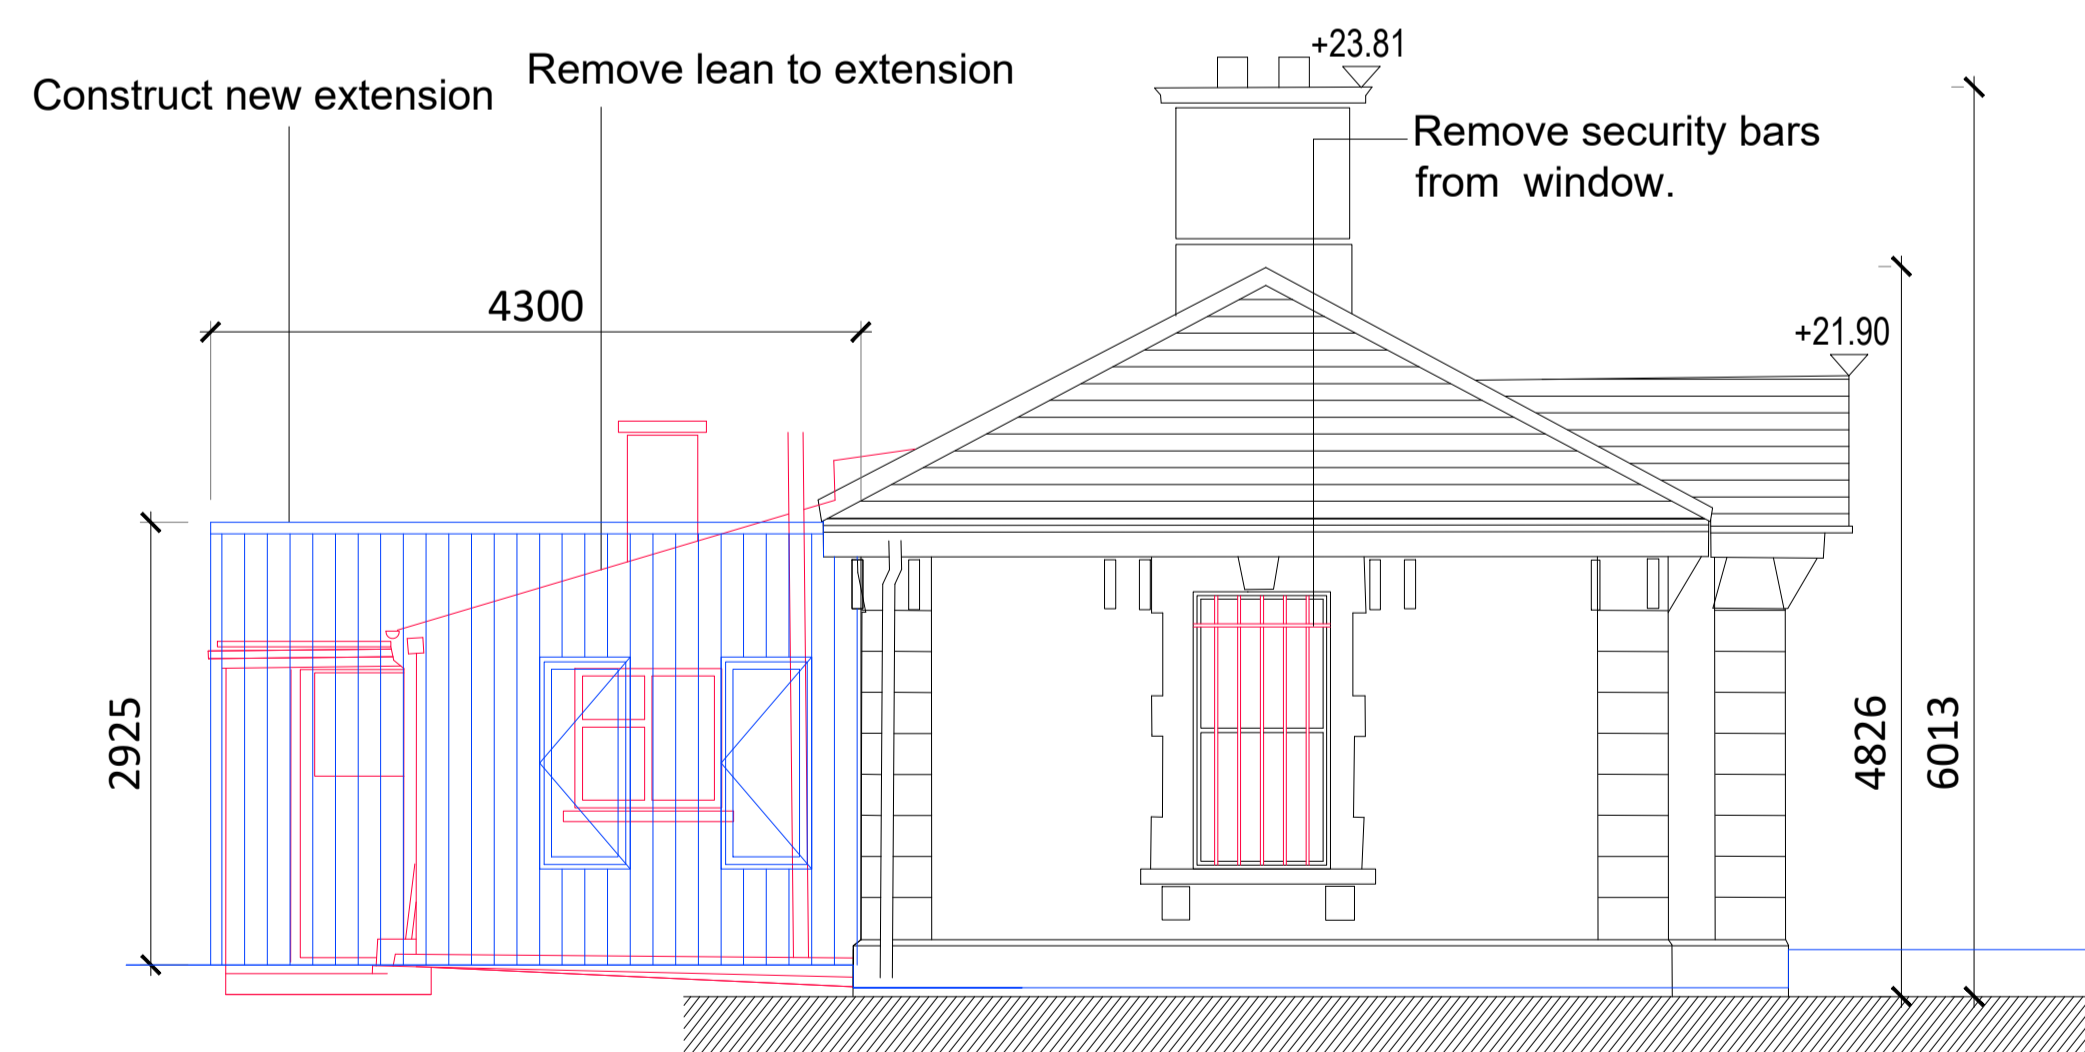 +23.81
Remove lean to extension
Construct new extension
Remove security bars
from window.
4300
+21.90
2925
4826
6013